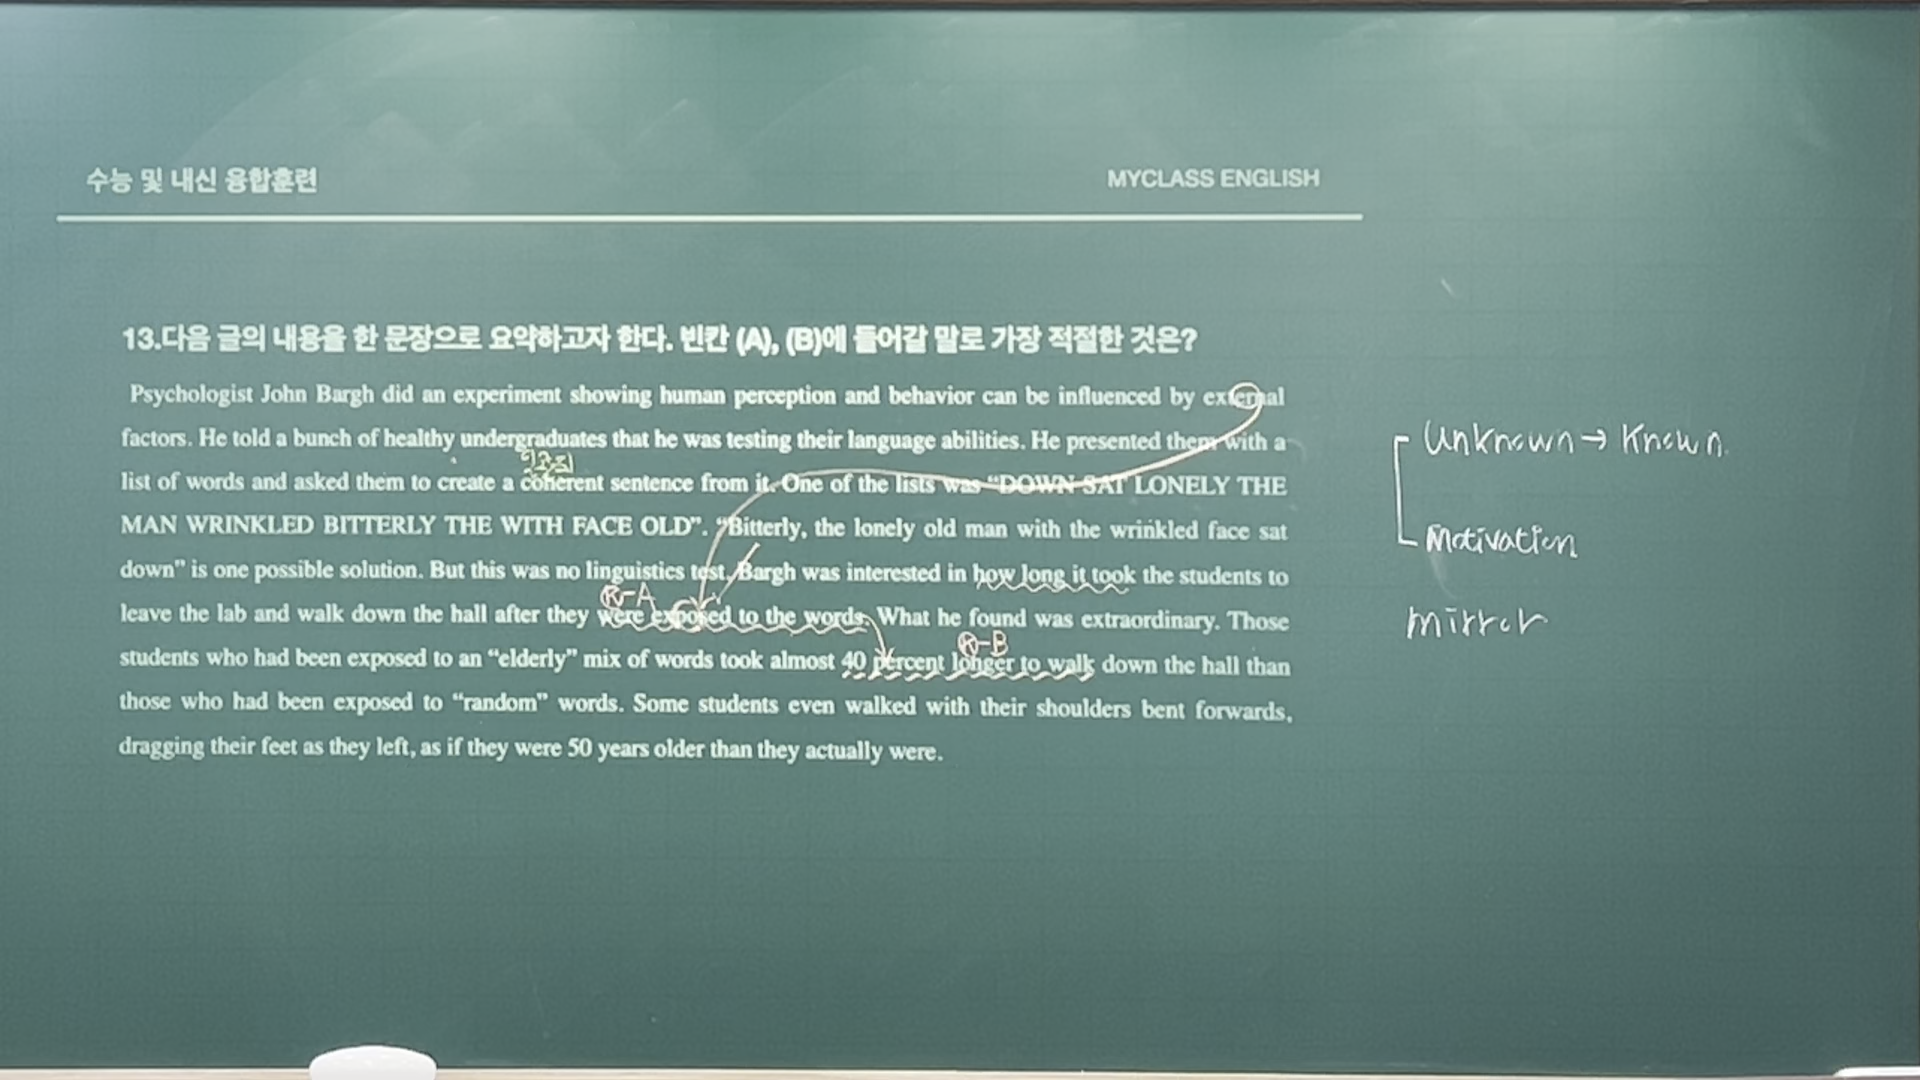 수능 및 내신 융합훈련
MYCLASS ENGLISH
13.다음 글의 내용을 한 문장으로 요약하고자 한다. 빈칸 (A), (B)에 들어갈 말로 가장 적절한 것은?
Psychologist John Bargh did an experiment showing human perception and behavior can be influenced by external
factors. He told a bunch of healthy undergraduates that he was testing their language abilities. He presented them with a
list of words and asked them to create a coherent sentence from it. One of the lists was “DOWN SAT LONELY THE
MAN WRINKLED BITTERLY THE WITH FACE OLD”. “Bitterly, the lonely old man with the wrinkled face sat
down” is one possible solution. But this was no linguistics test. Bargh was interested in how long it took the students to
K-A
leave the lab and walk down the hall after they were exposed to the words. What he found was extraordinary. Those
K-B
students who had been exposed to an “elderly” mix of words took almost 40 percent longer to walk down the hall than
those who had been exposed to “random” words. Some students even walked with their shoulders bent forwards,
dragging their feet as they left, as if they were 50 years older than they actually were.
Unknown → Known
Motivation
mirror